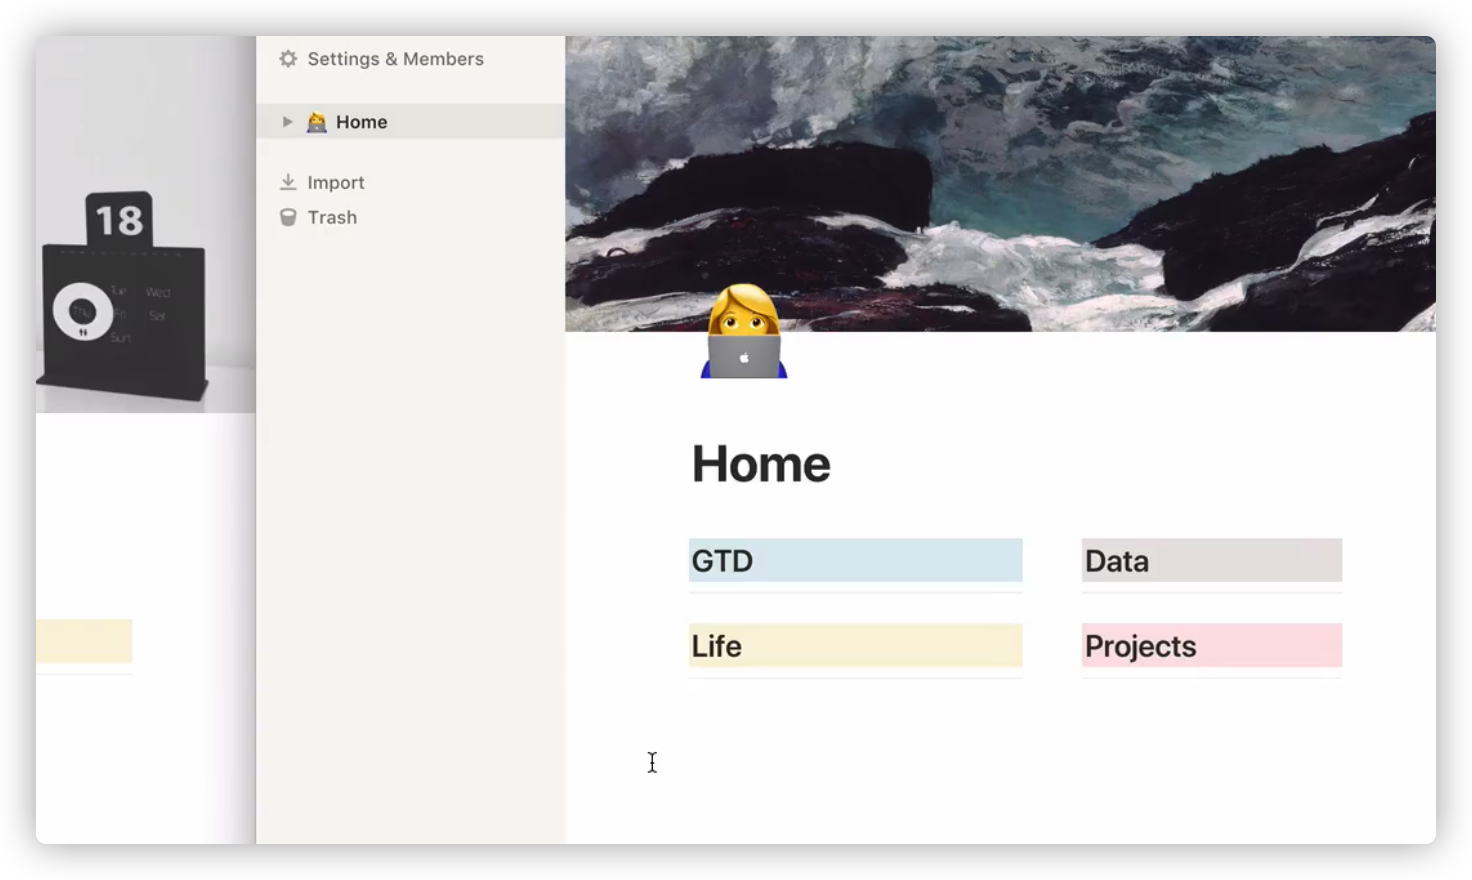 Settings & Members
Home
Import
Trash
18
Tue Wed
Thu Fri Sat
Sun
Home
GTD
Data
Life
Projects